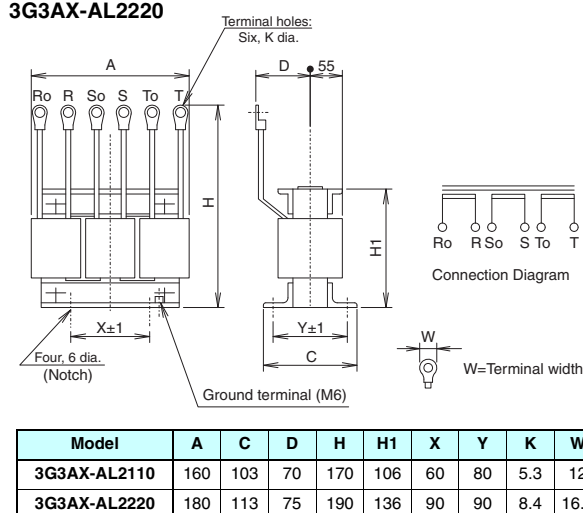 3G3AX-AL2220
Terminal holes:
Six, K dia.
A
D
55
Ro R So S To T
H
H1
Ro R So S To T
Connection Diagram
X±1
Y±1
C
W
W=Terminal width
Four, 6 dia.
(Notch)
Ground terminal (M6)
Model A C D H H1 X Y K W
3G3AX-AL2110 160 103 70 170 106 60 80 5.3 12
3G3AX-AL2220 180 113 75 190 136 90 90 8.4 16.